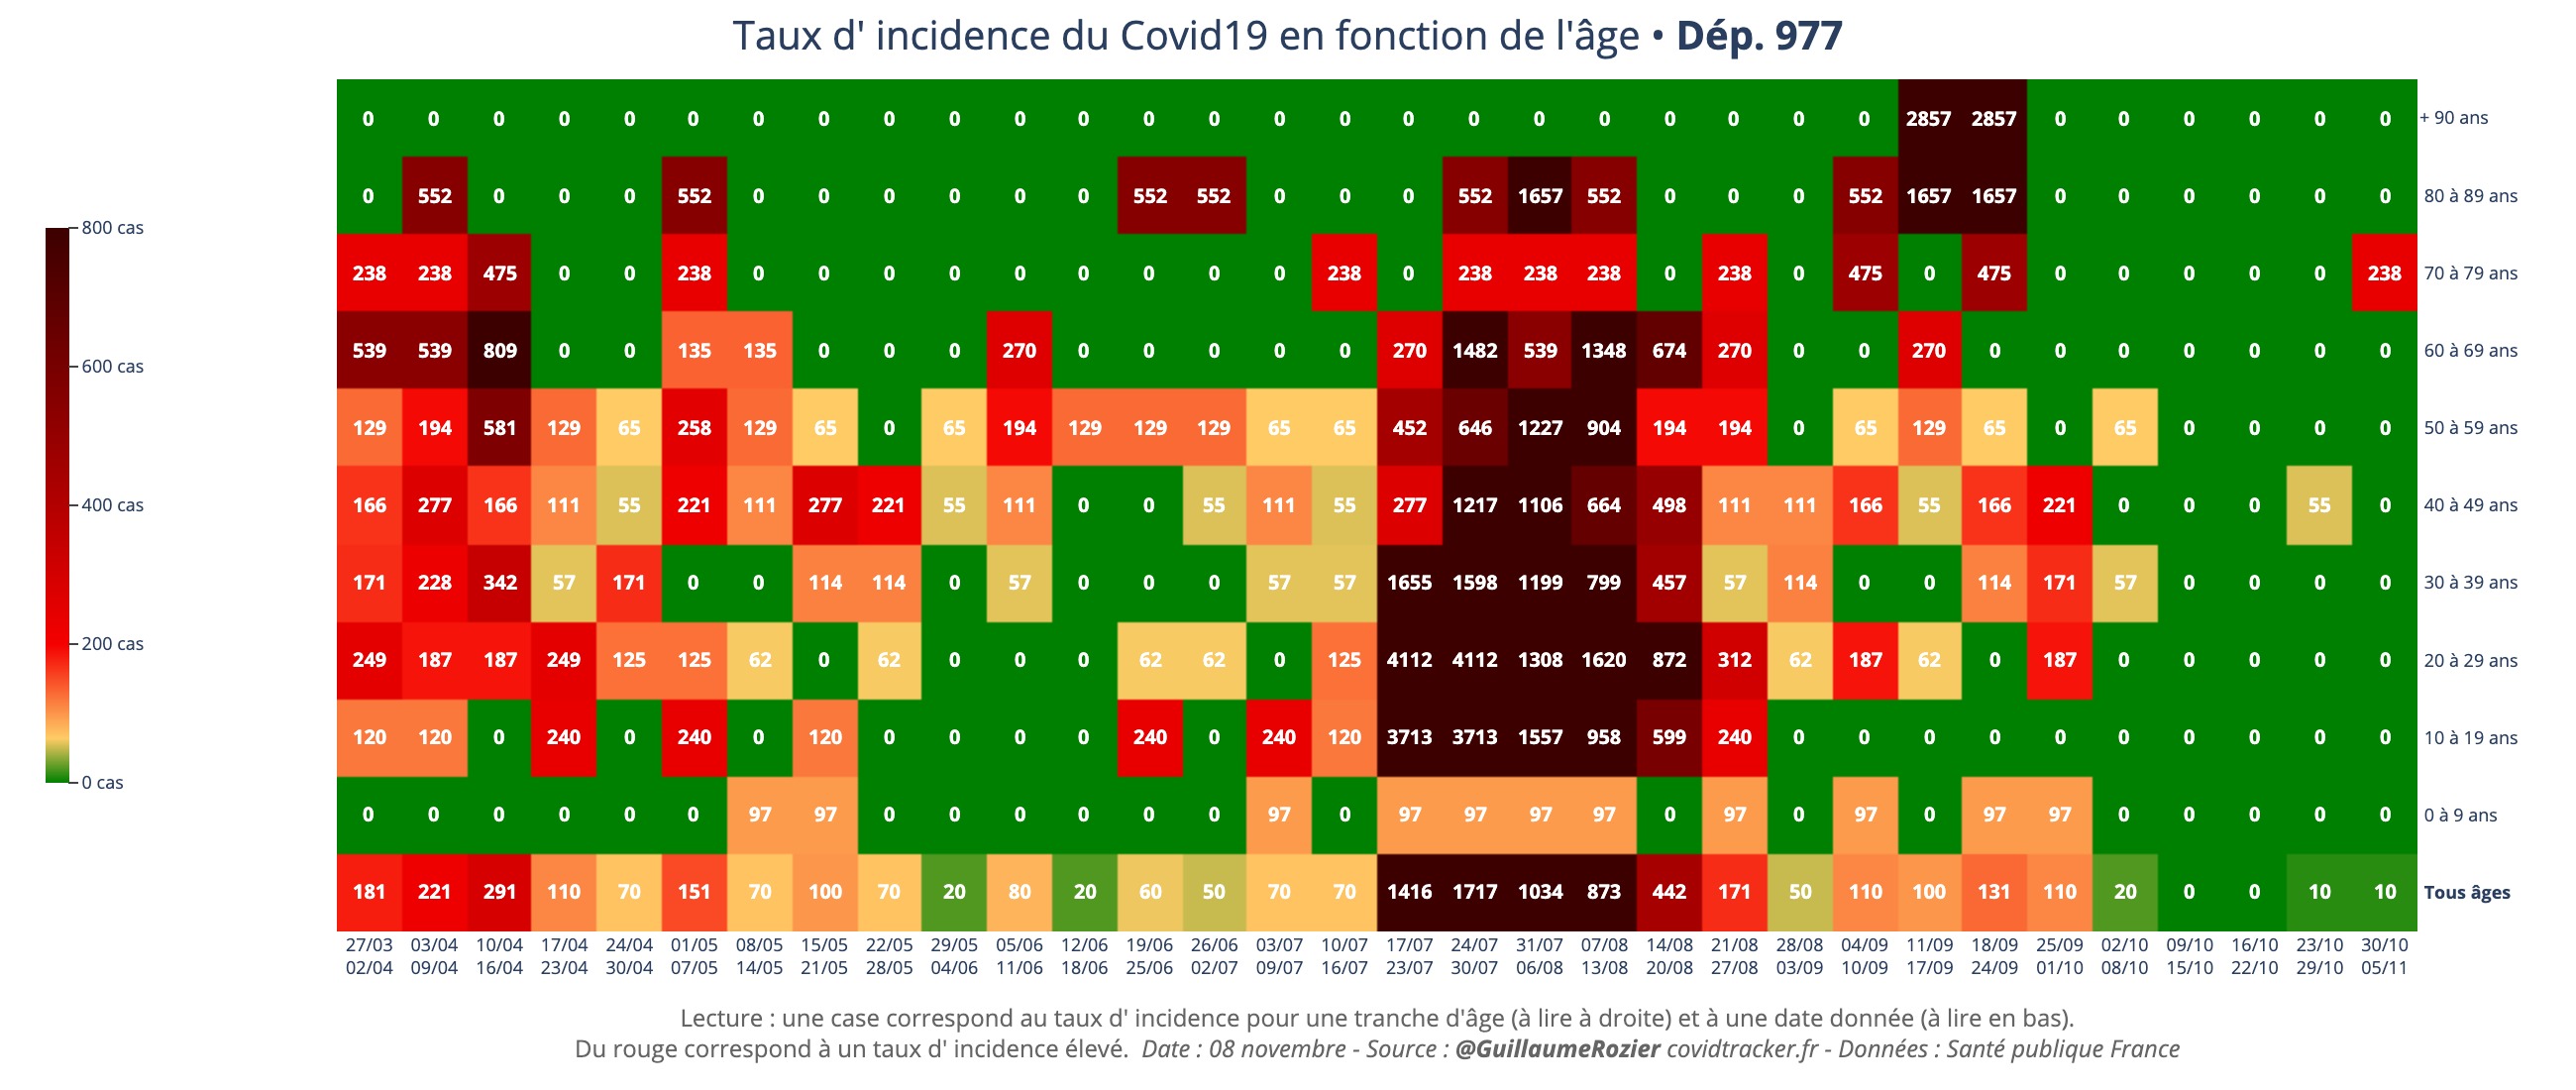 Taux d' incidence du Covid19 en fonction de l'âge • Dép. 977
0 0 0 0 0 0 0 0 0 0 0 0 0 0 0 0 0 0 0 0 0 0 0 0 2857 2857 0 0 0 0 0 0 + 90 ans
0 552 0 0 0 552 0 0 0 0 0 0 552 552 0 0 0 552 1657 552 0 0 0 552 1657 1657 0 0 0 0 0 0 80 à 89 ans
800 cas
238 238 475 0 0 238 0 0 0 0 0 0 0 0 0 238 0 238 238 238 0 238 0 475 0 475 0 0 0 0 0 238 70 à 79 ans
539 539 809 0 0 135 135 0 0 0 270 0 0 0 0 0 270 1482 539 1348 674 270 0 0 270 0 0 0 0 0 0 0 60 à 69 ans
600 cas
129 194 581 129 65 258 129 65 0 65 194 129 129 129 65 65 452 646 1227 904 194 194 0 65 129 65 0 65 0 0 0 0 50 à 59 ans
400 cas
166 277 166 111 55 221 111 277 221 55 111 0 0 55 111 55 277 1217 1106 664 498 111 111 166 55 166 221 0 0 0 55 0 40 à 49 ans
171 228 342 57 171 0 0 114 114 0 57 0 0 0 57 57 1655 1598 1199 799 457 57 114 0 0 114 171 57 0 0 0 0 30 à 39 ans
200 cas
249 187 187 249 125 125 62 0 62 0 0 0 62 62 0 125 4112 4112 1308 1620 872 312 62 187 62 0 187 0 0 0 0 0 20 à 29 ans
120 120 0 240 0 240 0 120 0 0 0 0 240 0 240 120 3713 3713 1557 958 599 240 0 0 0 0 0 0 0 0 0 0 10 à 19 ans
0 cas
0 0 0 0 0 0 97 97 0 0 0 0 0 0 97 0 97 97 97 97 0 97 0 97 0 97 97 0 0 0 0 0 0 à 9 ans
181 221 291 110 70 151 70 100 70 20 80 20 60 50 70 70 1416 1717 1034 873 442 171 50 110 100 131 110 20 0 0 10 10 Tous âges
27/03 03/04 10/04 17/04 24/04 01/05 08/05 15/05 22/05 29/05 05/06 12/06 19/06 26/06 03/07 10/07 17/07 24/07 31/07 07/08 14/08 21/08 28/08 04/09 11/09 18/09 25/09 02/10 09/10 16/10 23/10 30/10
02/04 09/04 16/04 23/04 30/04 07/05 14/05 21/05 28/05 04/06 11/06 18/06 25/06 02/07 09/07 16/07 23/07 30/07 06/08 13/08 20/08 27/08 03/09 10/09 17/09 24/09 01/10 08/10 15/10 22/10 29/10 05/11
Lecture : une case correspond au taux d' incidence pour une tranche d'âge (à lire à droite) et à une date donnée (à lire en bas).
Du rouge correspond à un taux d' incidence élevé. Date : 08 novembre - Source : @GuillaumeRozier covidtracker.fr - Données : Santé publique France